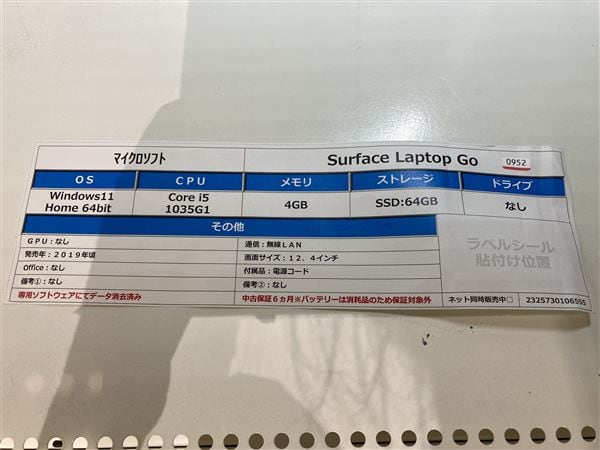 ﾏｲｸﾛｿﾌﾄ
Surface Laptop Go 0952
OS CPU メモリ ストレージ ドライブ
Windows11 Home 64bit
Core i5 1035G1
4GB
SSD:64GB
なし
その他
GPU：なし
発売年：2019年頃
Office：なし
備考①：なし
専用ソフトウェアにてデータ消去済み
通信：無線LAN
画面サイズ：12.4インチ
付属品：電源コード
備考②：なし
中古保証6ヵ月※バッテリーは消耗品のため保証対象外
ラベルシール
貼付け位置
ネット同時販売中□
2325730106555